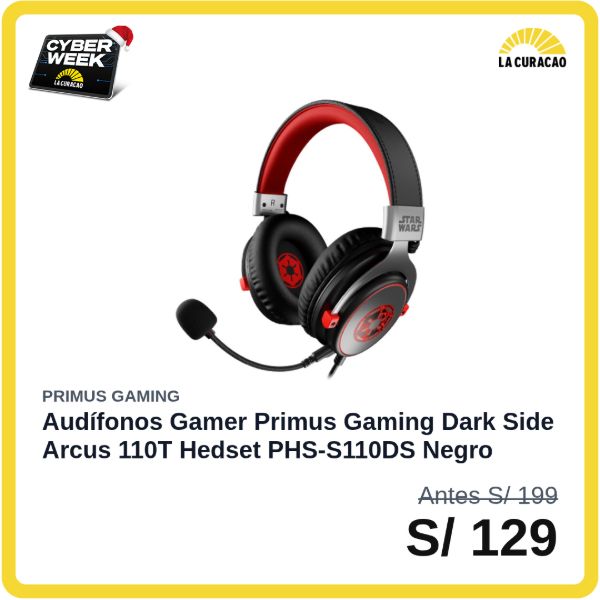 CYBER
WEEK
LA CURACAO
LA CURACAO
R
STAR
WARS
PRIMUS GAMING
Audífonos Gamer Primus Gaming Dark Side
Arcus 110T Hedset PHS-S110DS Negro
Antes S/ 199
S/ 129